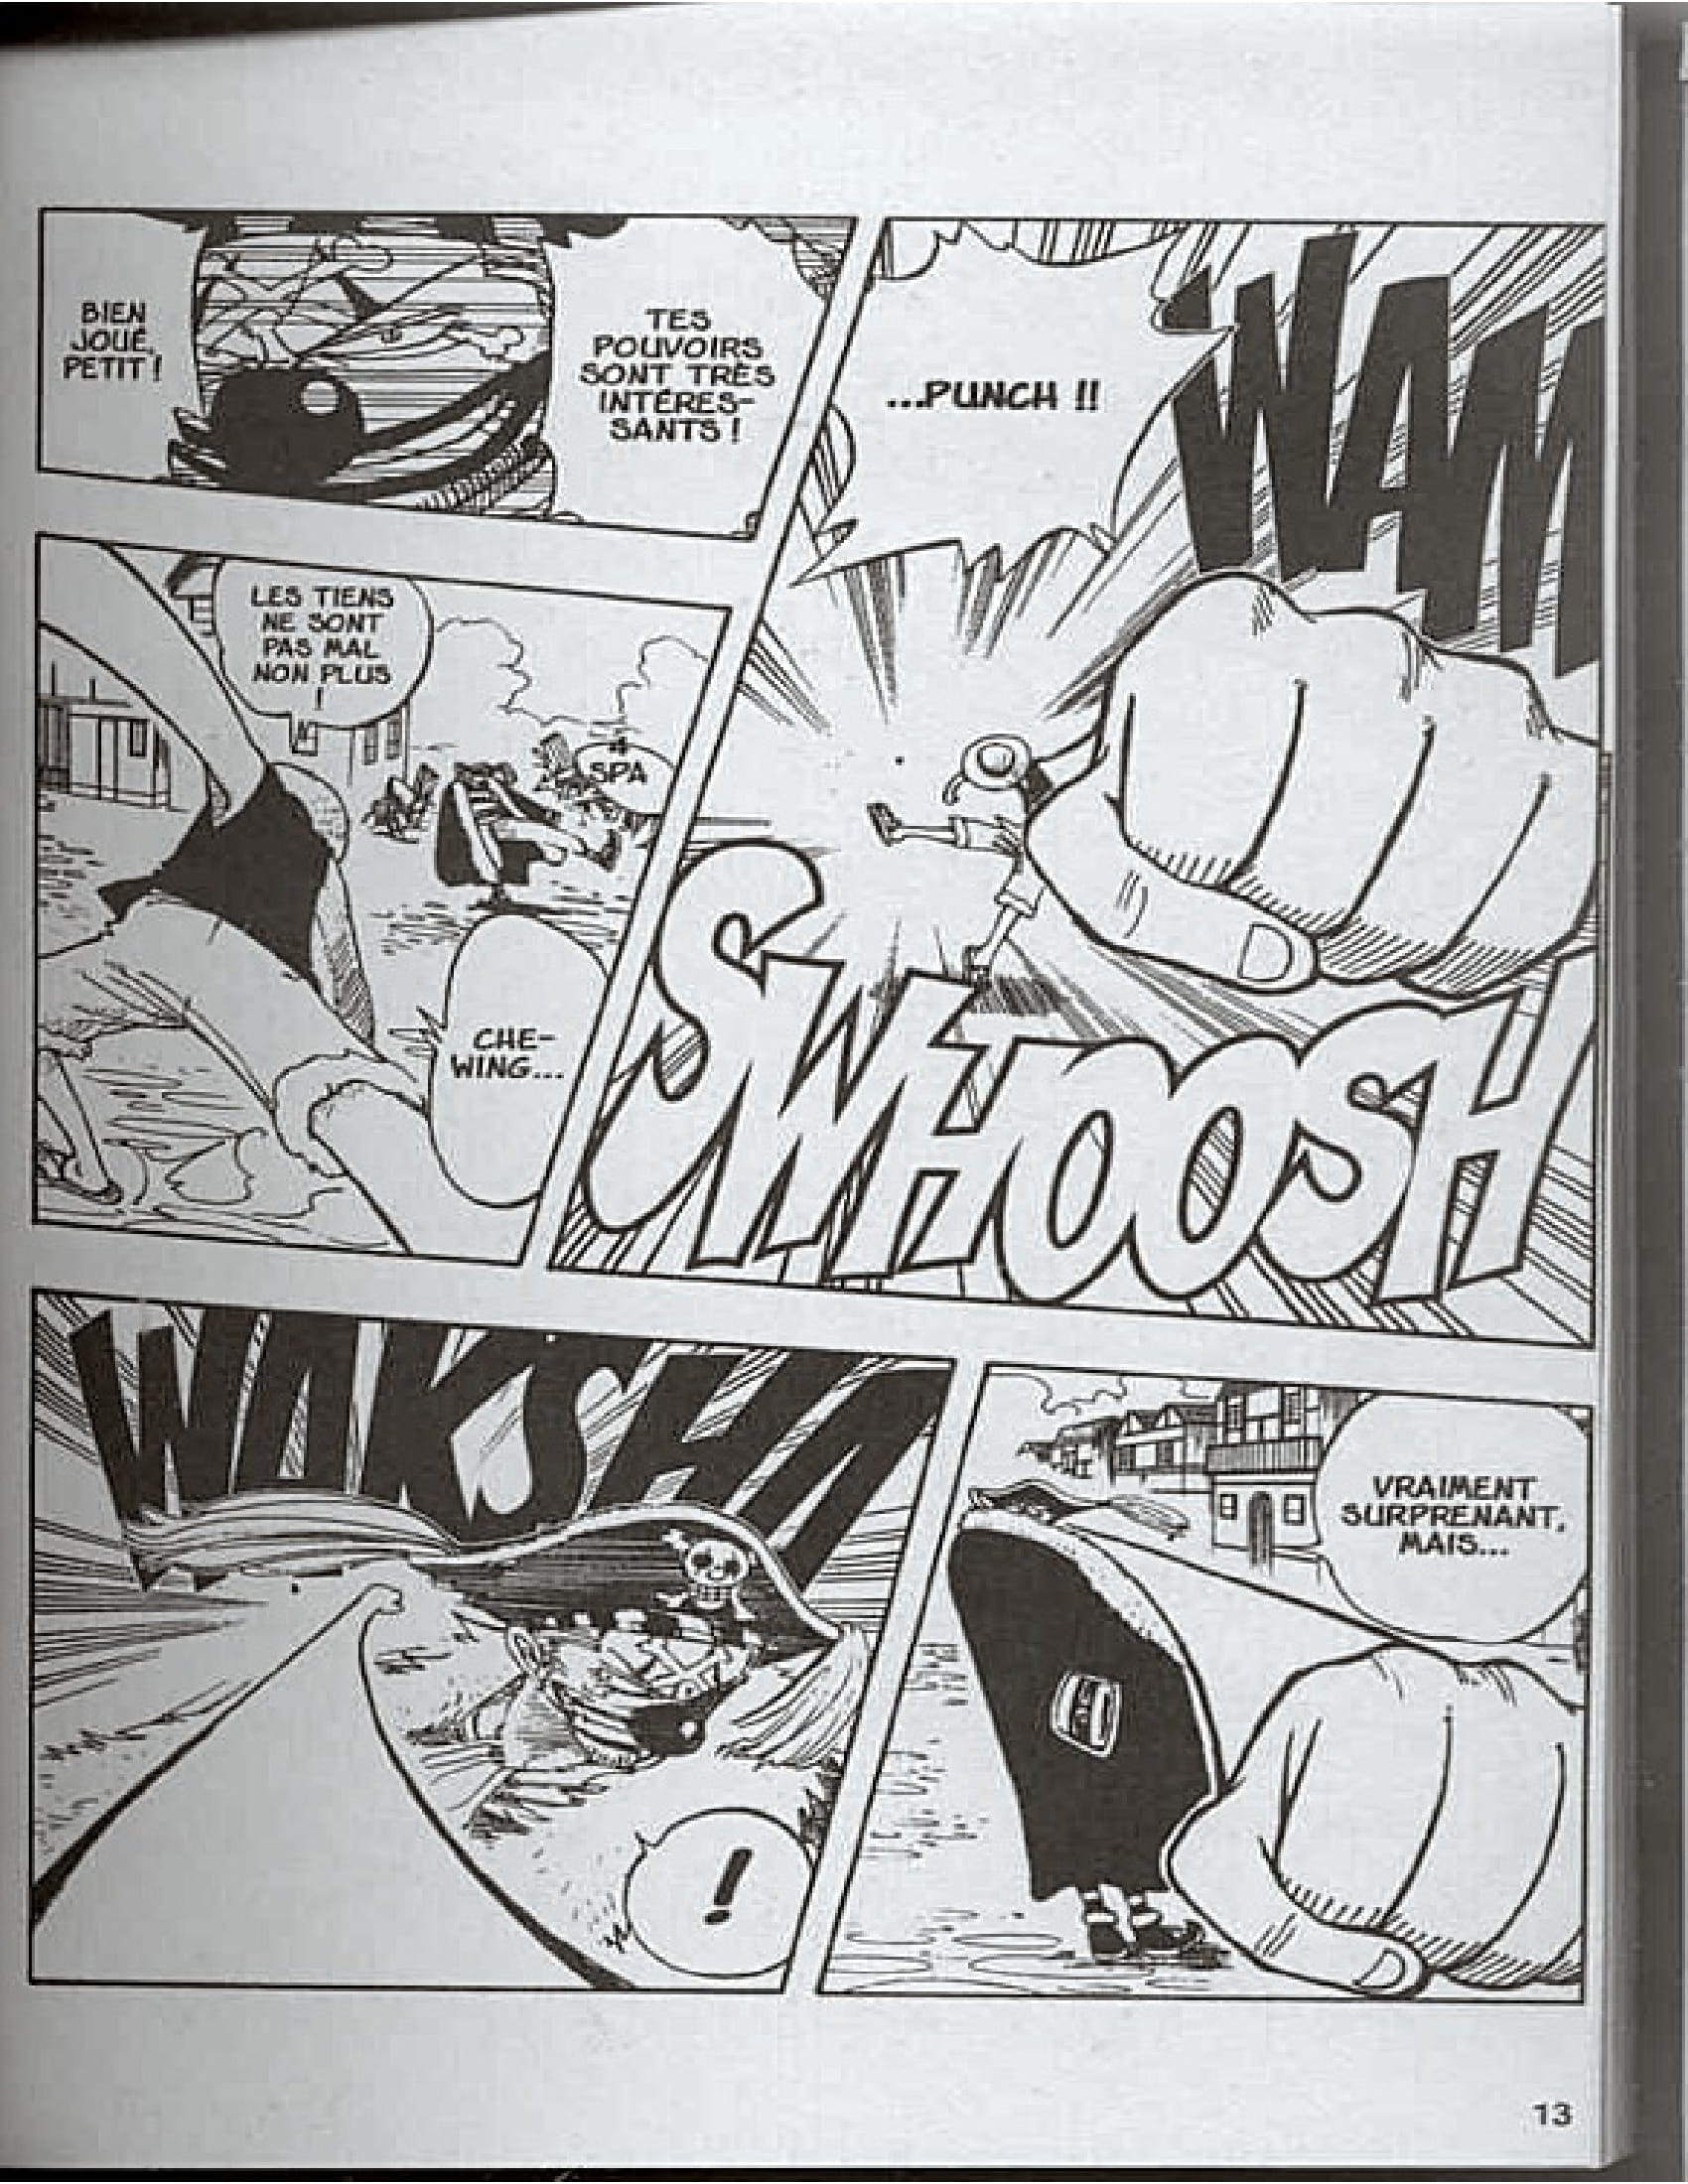 WAM
...PUNCH !!
SWHOOSH
TES
POUVOIRS
SONT TRÈS
INTÉRES-
SANTS !
BIEN
JOUÉ,
PETIT !
SPA
LES TIENS
NE SONT
PAS MAL
NON PLUS
!
CHE-
WING...
VRAIMENT
SURPRENANT,
MAIS...
WAKSHA
!
13